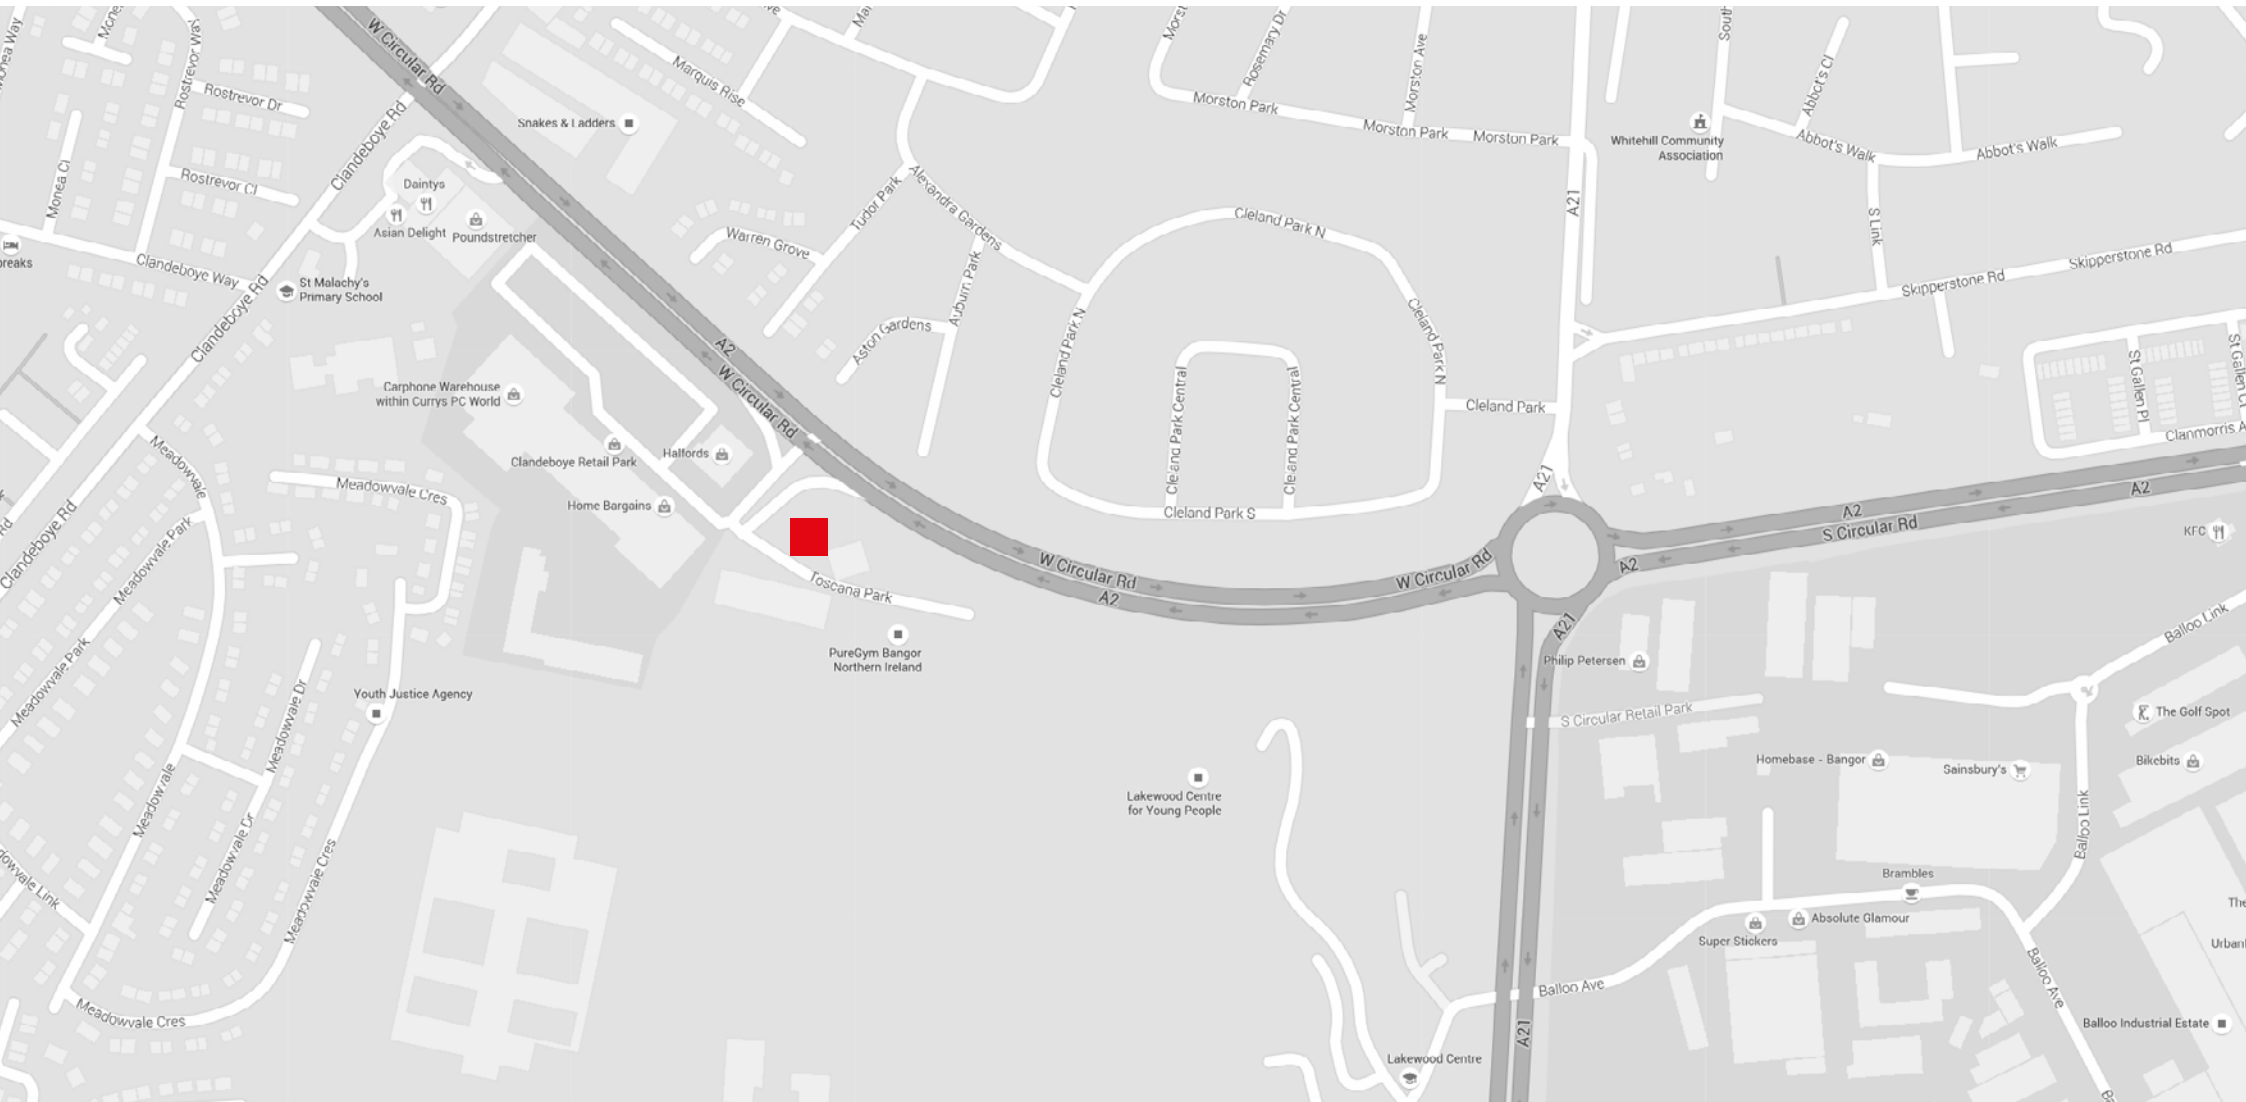 W Circular Rd
Marquis Rise
Morston Park
Rosemary Dr
Morston Ave
Morston Park
Morston Park
Abbot's Cl
Abbot's Walk
Abbot's Walk
Whitehill Community
Association
Rostrevor Way
Rostrevor Dr
Rostrevor Cl
Monea Cl
Clandeboye Rd
Snakes & Ladders
Daintys
Asian Delight
Poundstretcher
Clandeboye Way
St Malachy's
Primary School
Clandeboye Rd
Tudor Park
Alexandra Gardens
Warren Grove
Auburn Park
Aston Gardens
Cleland Park N
Cleland Park N
Cleland Park N
A21
S Link
Skipperstone Rd
Skipperstone Rd
A2
W Circular Rd
Carphone Warehouse
within Currys PC World
Clandeboye Retail Park
Halfords
Home Bargains
Cleland Park Central
Cleland Park Central
Cleland Park
Cleland Park S
St Gallen Pl
Meadowvale
Meadowvale Cres
Clandeboye Rd
Meadowvale Park
A21
A2
S Circular Rd
A2
KFC
W Circular Rd
A2
W Circular Rd
A2
A21
Toscana Park
PureGym Bangor
Northern Ireland
Youth Justice Agency
Meadowvale Park
Meadowvale Dr
Philip Petersen
S Circular Retail Park
Balloo Link
The Golf Spot
Bikebits
Homebase - Bangor
Sainsbury's
Balloo Link
Lakewood Centre
for Young People
Meadowvale
Meadowvale Dr
Meadowvale Cres
Brambles
Absolute Glamour
Super Stickers
Balloo Ave
Balloo Ave
Meadowvale Cres
A21
Balloo Industrial Estate
Lakewood Centre